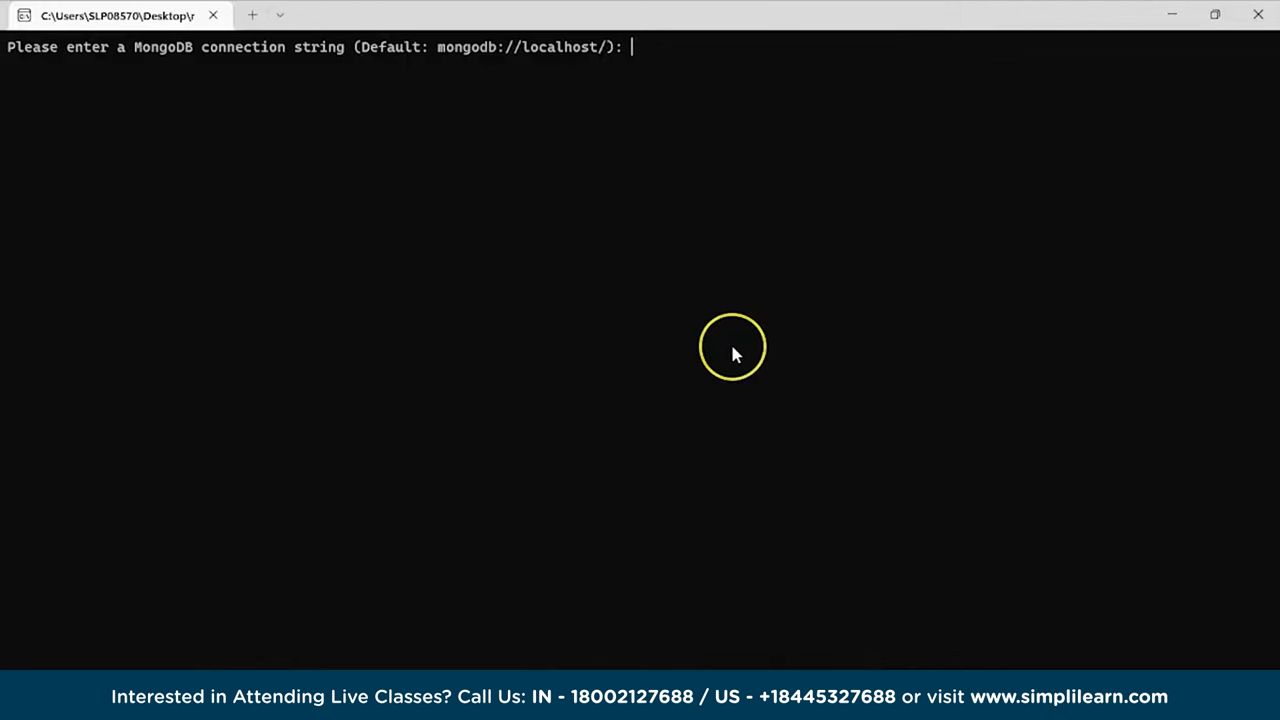 C:\Users\SLP08570\Desktop\r
Please enter a MongoDB connection string (Default: mongodb://localhost/):
Interested in Attending Live Classes? Call Us: IN - 18002127688 / US - +18445327688 or visit www.simplilearn.com